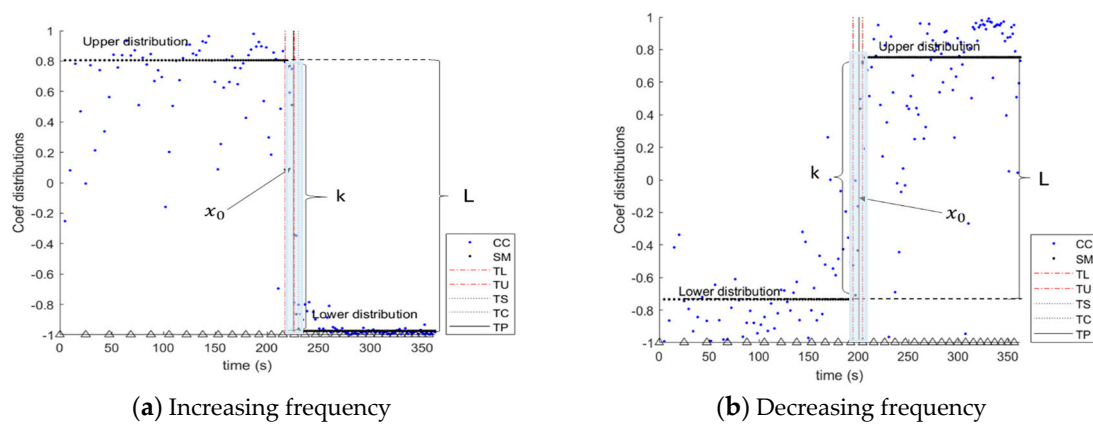 Upper distribution
1
0.8
0.6
0.4
0.2
0
-0.2
-0.4
-0.6
-0.8
-1
Coef distributions
x₀
k
L
Lower distribution
CC
SM
TL
TU
TS
TC
TP
0 50 100 150 200 250 300 350
time (s)
(a) Increasing frequency
1
0.8
0.6
0.4
0.2
0
-0.2
-0.4
-0.6
-0.8
-1
Coef distributions
Upper distribution
k
L
x₀
Lower distribution
CC
SM
TL
TU
TS
TC
TP
0 50 100 150 200 250 300 350
time (s)
(b) Decreasing frequency